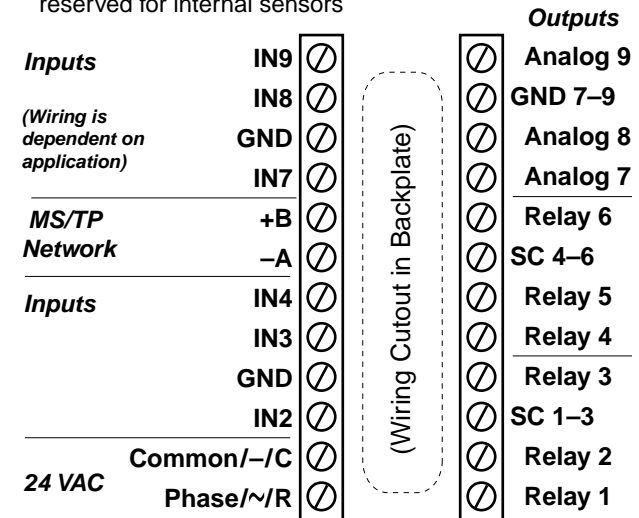 reserved for internal sensors
Inputs
(Wiring is
dependent on
application)
IN9
IN8
GND
IN7
MS/TP
Network
+B
–A
Inputs
IN4
IN3
GND
IN2
24 VAC
Common/–/C
Phase/~/R
(Wiring Cutout in Backplate)
Outputs
Analog 9
GND 7–9
Analog 8
Analog 7
Relay 6
SC 4–6
Relay 5
Relay 4
Relay 3
SC 1–3
Relay 2
Relay 1